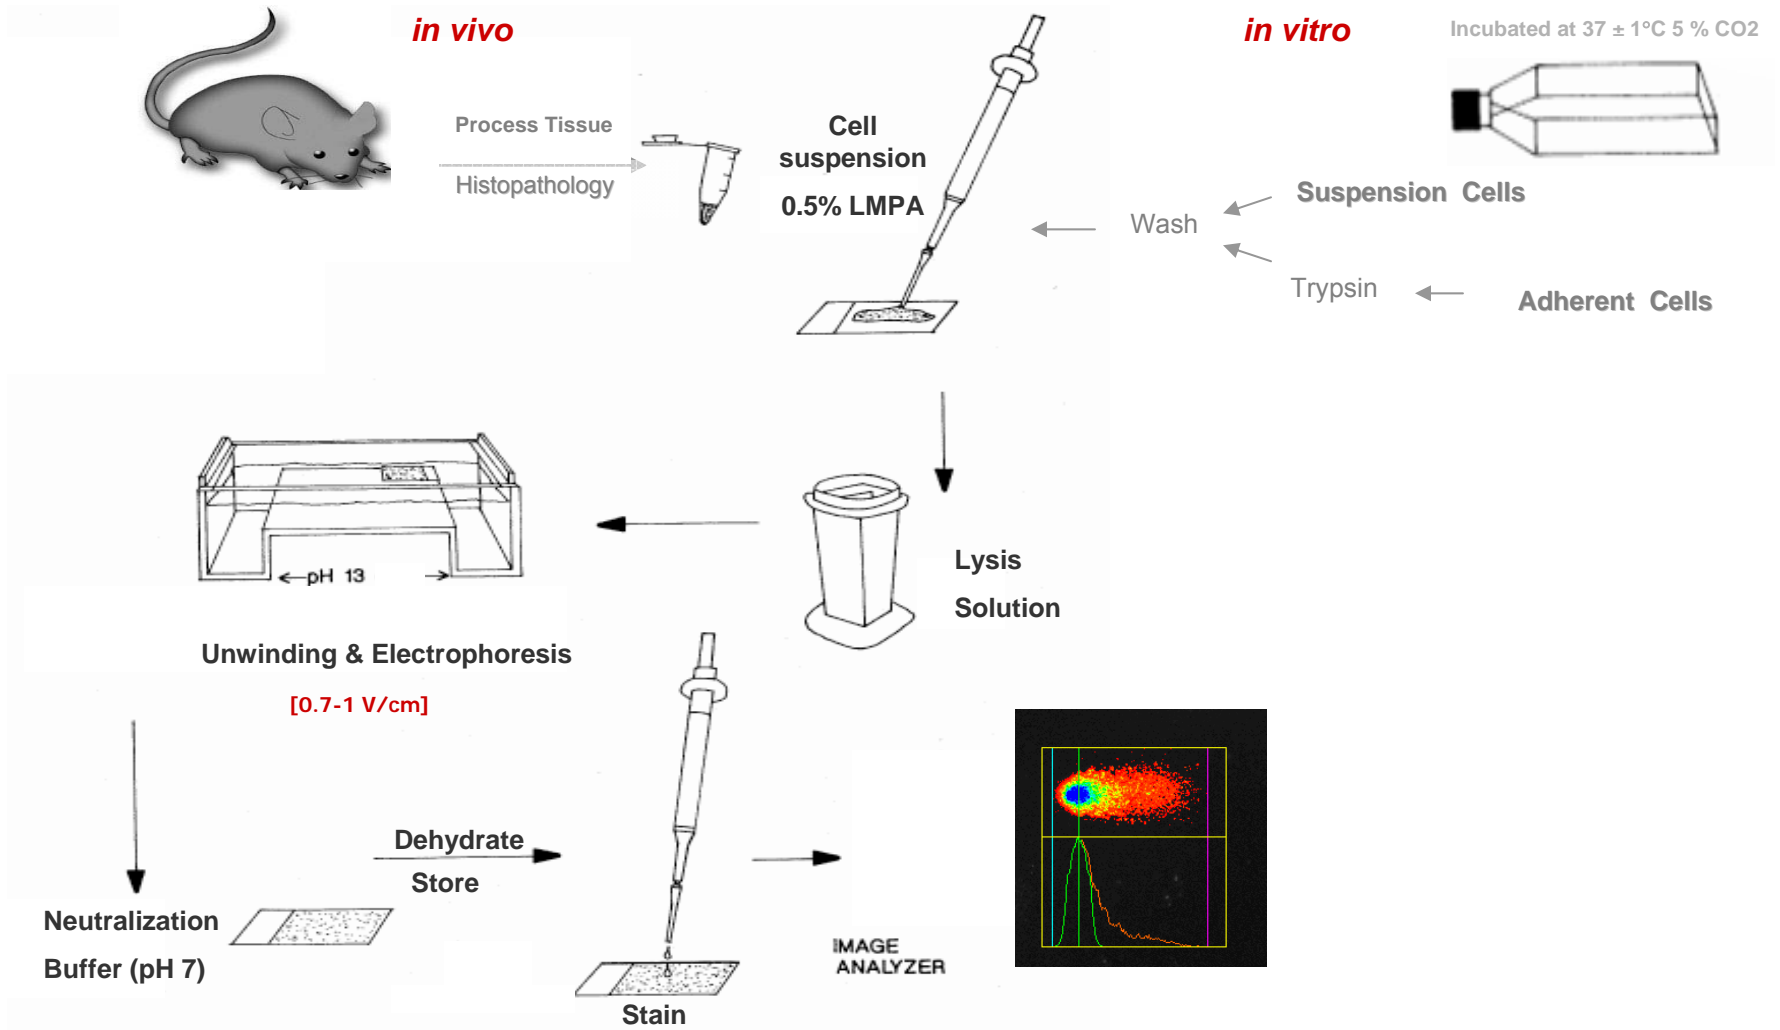 in vivo
in vitro
Incubated at 37 ± 1°C 5 % CO2
Process Tissue
Histopathology
Cell
suspension
0.5% LMPA
Wash
Suspension Cells
Trypsin
Adherent Cells
pH 13
Lysis
Solution
Unwinding & Electrophoresis
[0.7-1 V/cm]
Dehydrate
Store
Neutralization
Buffer (pH 7)
Stain
IMAGE
ANALYZER